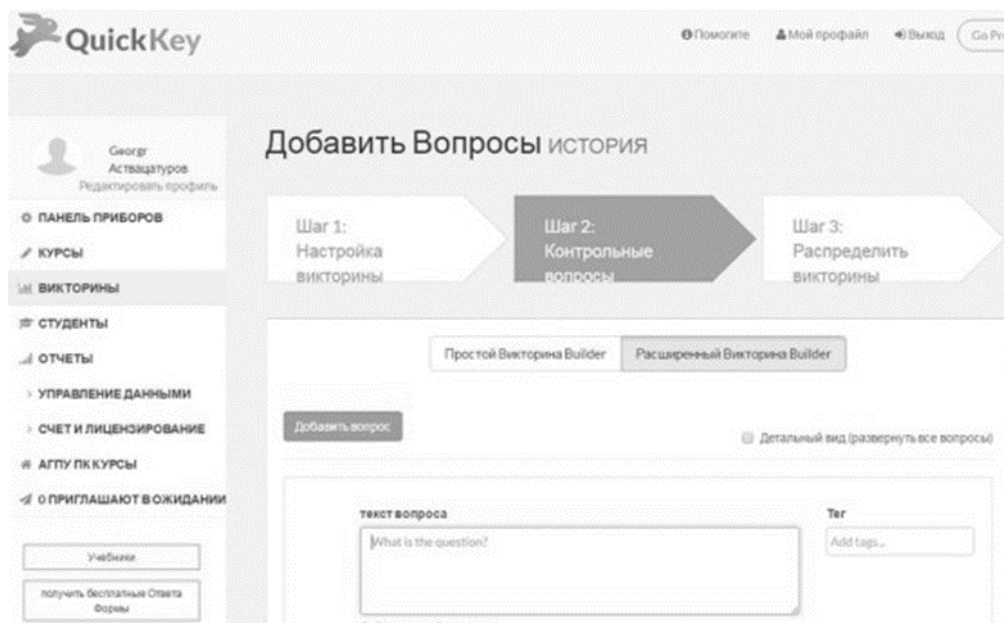 QuickKey
Помогите Мой профайл Выход Go Pr
Georgr
Аствацатуров
Редактировать профиль
Добавить Вопросы ИСТОРИЯ
ПАНЕЛЬ ПРИБОРОВ
КУРСЫ
ВИКТОРИНЫ
СТУДЕНТЫ
ОТЧЕТЫ
УПРАВЛЕНИЕ ДАННЫМИ
СЧЕТ И ЛИЦЕНЗИРОВАНИЕ
АГПУ ПК КУРСЫ
0 ПРИГЛАШАЮТ В ОЖИДАНИИ
Учебники
получить бесплатные Ответа
Формы
Шаг 1:
Настройка
викторины
Шаг 2:
Контрольные
вопросы
Шаг 3:
Распределить
викторины
Простой Викторина Builder Расширенный Викторина Builder
Добавить вопрос
Детальный вид (развернуть все вопросы)
текст вопроса
What is the question?
Тег
Add tags...